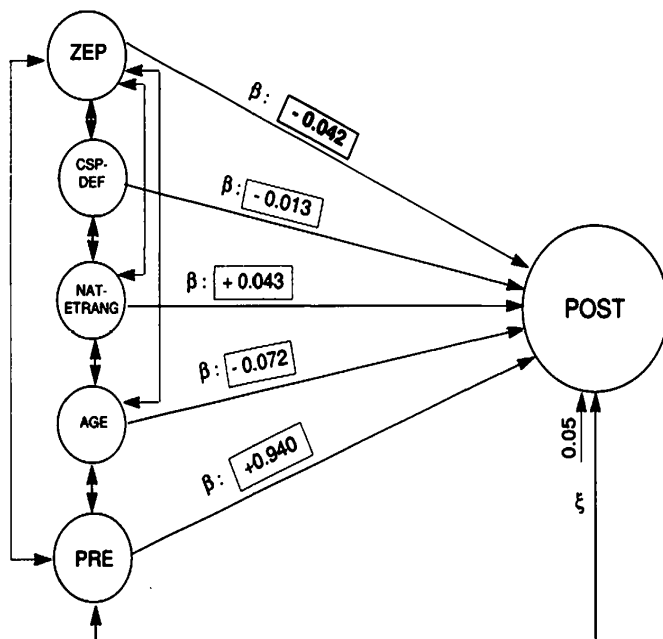 ZEP
β: - 0.042
CSP-
DEF
β: - 0.013
NAT-
ETRANG
β: + 0.043
POST
β: - 0.072
AGE
β: +0.940
0.05
ξ
PRE